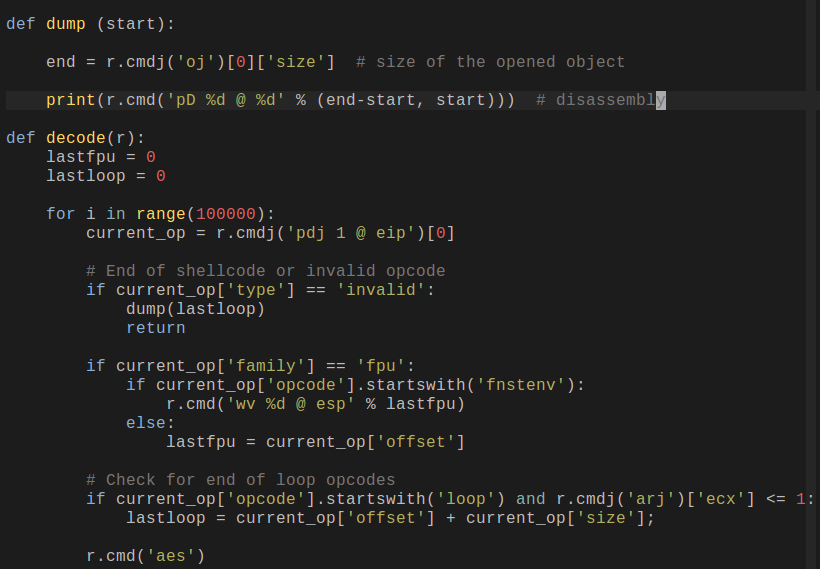 def dump (start):
    end = r.cmdj('oj')[0]['size']  # size of the opened object
    print(r.cmd('pD %d @ %d' % (end-start, start)))  # disassembly
def decode(r):
    lastfpu = 0
    lastloop = 0
    for i in range(100000):
        current_op = r.cmdj('pdj 1 @ eip')[0]
        # End of shellcode or invalid opcode
        if current_op['type'] == 'invalid':
            dump(lastloop)
            return
        if current_op['family'] == 'fpu':
            if current_op['opcode'].startswith('fnstenv'):
                r.cmd('wv %d @ esp' % lastfpu)
            else:
                lastfpu = current_op['offset']
        # Check for end of loop opcodes
        if current_op['opcode'].startswith('loop') and r.cmdj('arj')['ecx'] <= 1:
            lastloop = current_op['offset'] + current_op['size'];
        r.cmd('aes')